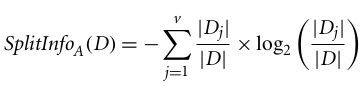 SplitInfo_A(D) = −∑_{j=1}^{v} |D_j|/|D| × log_2(|D_j|/|D|)